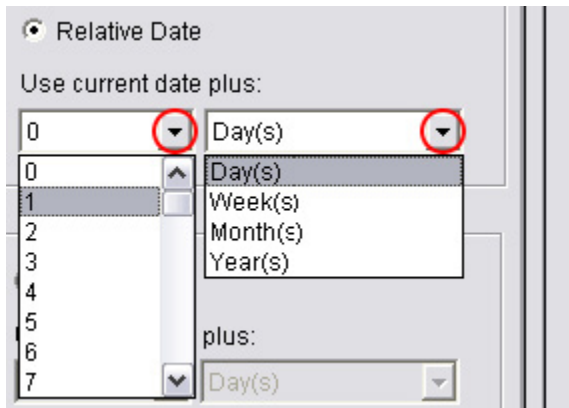 Relative Date
Use current date plus:
0 Day(s)
0 Day(s)
1 Week(s)
2 Month(s)
3 Year(s)
4
5 plus:
6
7 Day(s)